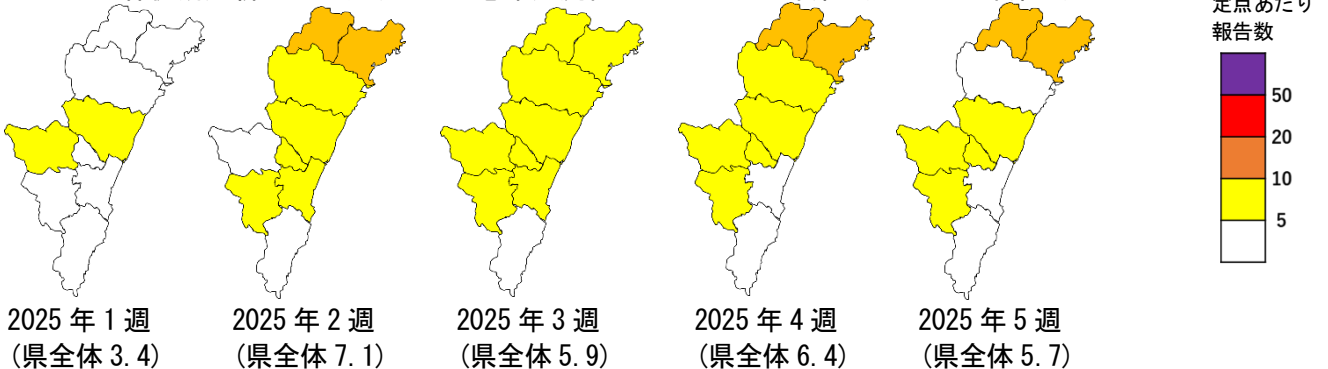 定点あたり
報告数
50
20
10
5
2025 年 1 週
(県全体 3.4)
2025 年 2 週
(県全体 7.1)
2025 年 3 週
(県全体 5.9)
2025 年 4 週
(県全体 6.4)
2025 年 5 週
(県全体 5.7)